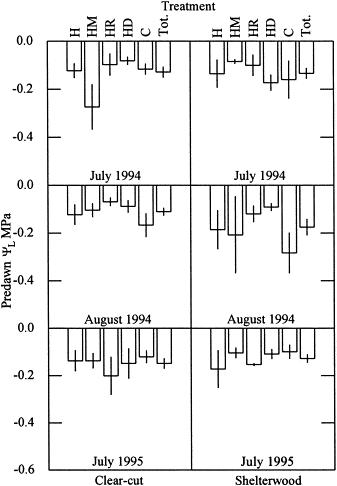 Treatment
H HM HR HD C Tot. H HM HR HD C Tot.
0.0
-0.2
-0.4
July 1994 July 1994
0.0
-0.2
-0.4
August 1994 August 1994
0.0
-0.2
-0.4
-0.6
July 1995 July 1995
Clear-cut Shelterwood
Predawn ΨL MPa